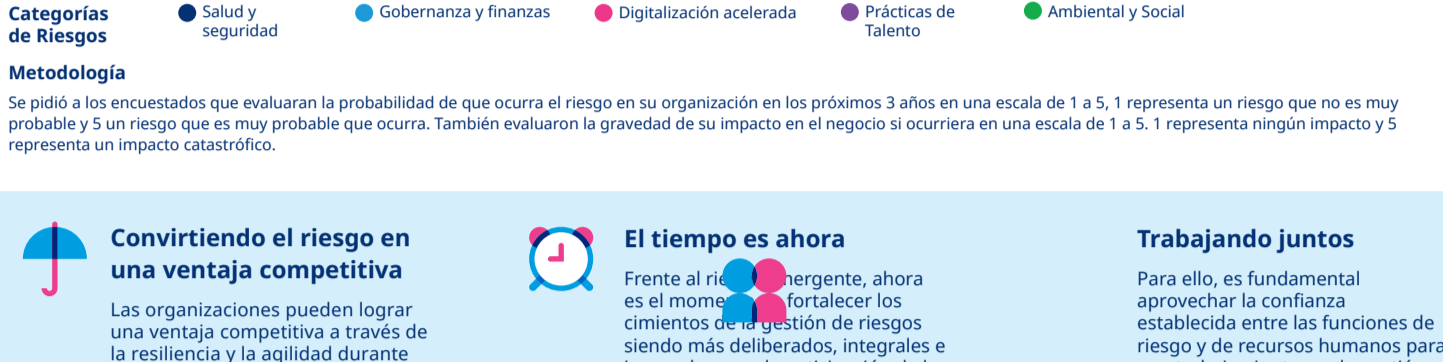 Categorías
de Riesgos
Salud y
seguridad
Gobernanza y finanzas
Digitalización acelerada
Prácticas de
Talento
Ambiental y Social
Metodología
Se pidió a los encuestados que evaluaran la probabilidad de que ocurra el riesgo en su organización en los próximos 3 años en una escala de 1 a 5, 1 representa un riesgo que no es muy
probable y 5 un riesgo que es muy probable que ocurra. También evaluaron la gravedad de su impacto en el negocio si ocurriera en una escala de 1 a 5. 1 representa ningún impacto y 5
representa un impacto catastrófico.
Convirtiendo el riesgo en
una ventaja competitiva
Las organizaciones pueden lograr
una ventaja competitiva a través de
la resiliencia y la agilidad durante
El tiempo es ahora
Frente al ahora
es el fortalecer los
cimientos de la gestión de riesgos
siendo más deliberados, integrales e
Trabajando juntos
Para ello, es fundamental
aprovechar la confianza
establecida entre las funciones de
riesgo y de recursos humanos para